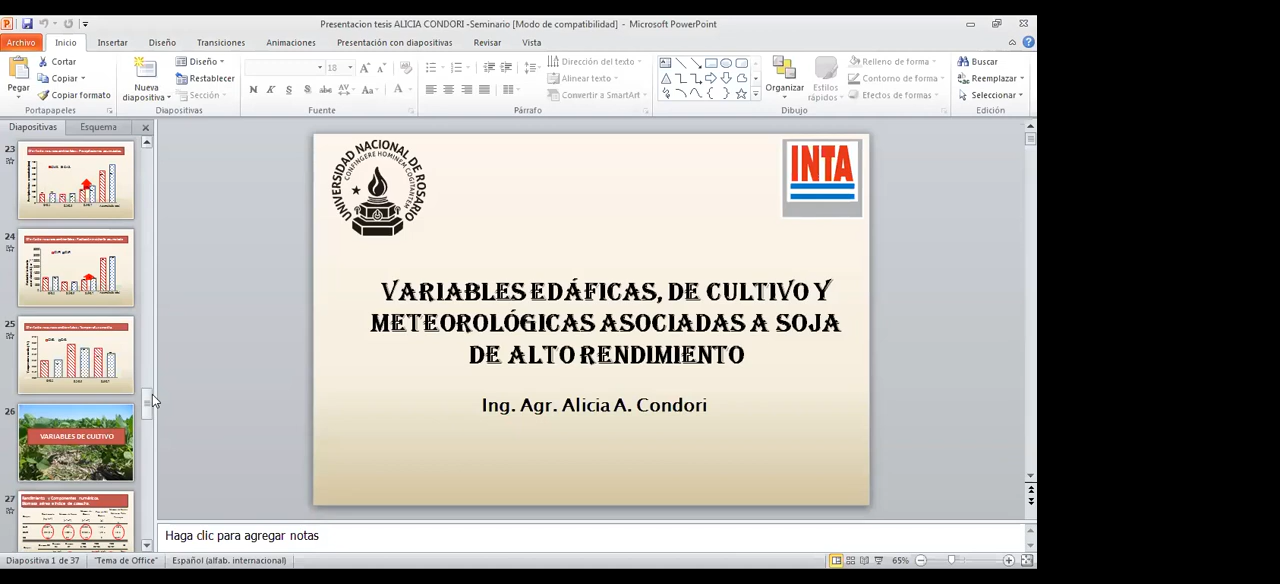 Presentacion tesis ALICIA CONDORI -Seminario [Modo de compatibilidad] - Microsoft PowerPoint
Archivo Inicio Insertar Diseño Transiciones Animaciones Presentación con diapositivas Revisar Vista
Pegar
Cortar
Copiar
Copiar formato
Portapapeles
Nueva
diapositiva
Diseño
Restablecer
Sección
Diapositivas
18
Fuente
Dirección del texto
Alinear texto
Convertir a SmartArt
Párrafo
Organizar
Estilos
rápidos
Relleno de forma
Contorno de forma
Efectos de formas
Dibujo
Buscar
Reemplazar
Seleccionar
Edición
Diapositivas Esquema
23
24
25
26
VARIABLES DE CULTIVO
27
UNIVERSIDAD NACIONAL DE ROSARIO
CONFINGERE HOMINEM COGITANTEM
INTA
VARIABLES EDÁFICAS, DE CULTIVO Y
METEOROLÓGICAS ASOCIADAS A SOJA
DE ALTO RENDIMIENTO
Ing. Agr. Alicia A. Condori
Haga clic para agregar notas
Diapositiva 1 de 37 "Tema de Office" Español (alfab. internacional) 65%